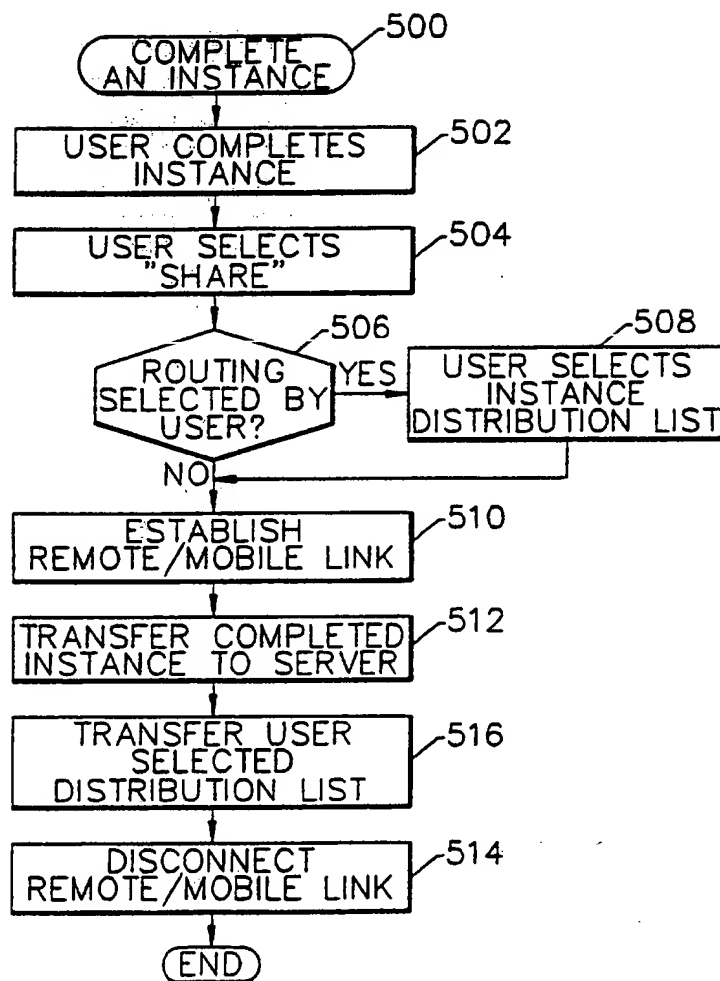 COMPLETE
AN INSTANCE
500
USER COMPLETES
INSTANCE
502
USER SELECTS
"SHARE"
504
ROUTING
SELECTED BY
USER?
506
YES
USER SELECTS
INSTANCE
DISTRIBUTION LIST
508
NO
ESTABLISH
REMOTE/MOBILE LINK
510
TRANSFER COMPLETED
INSTANCE TO SERVER
512
TRANSFER USER
SELECTED
DISTRIBUTION LIST
516
DISCONNECT
REMOTE/MOBILE LINK
514
END